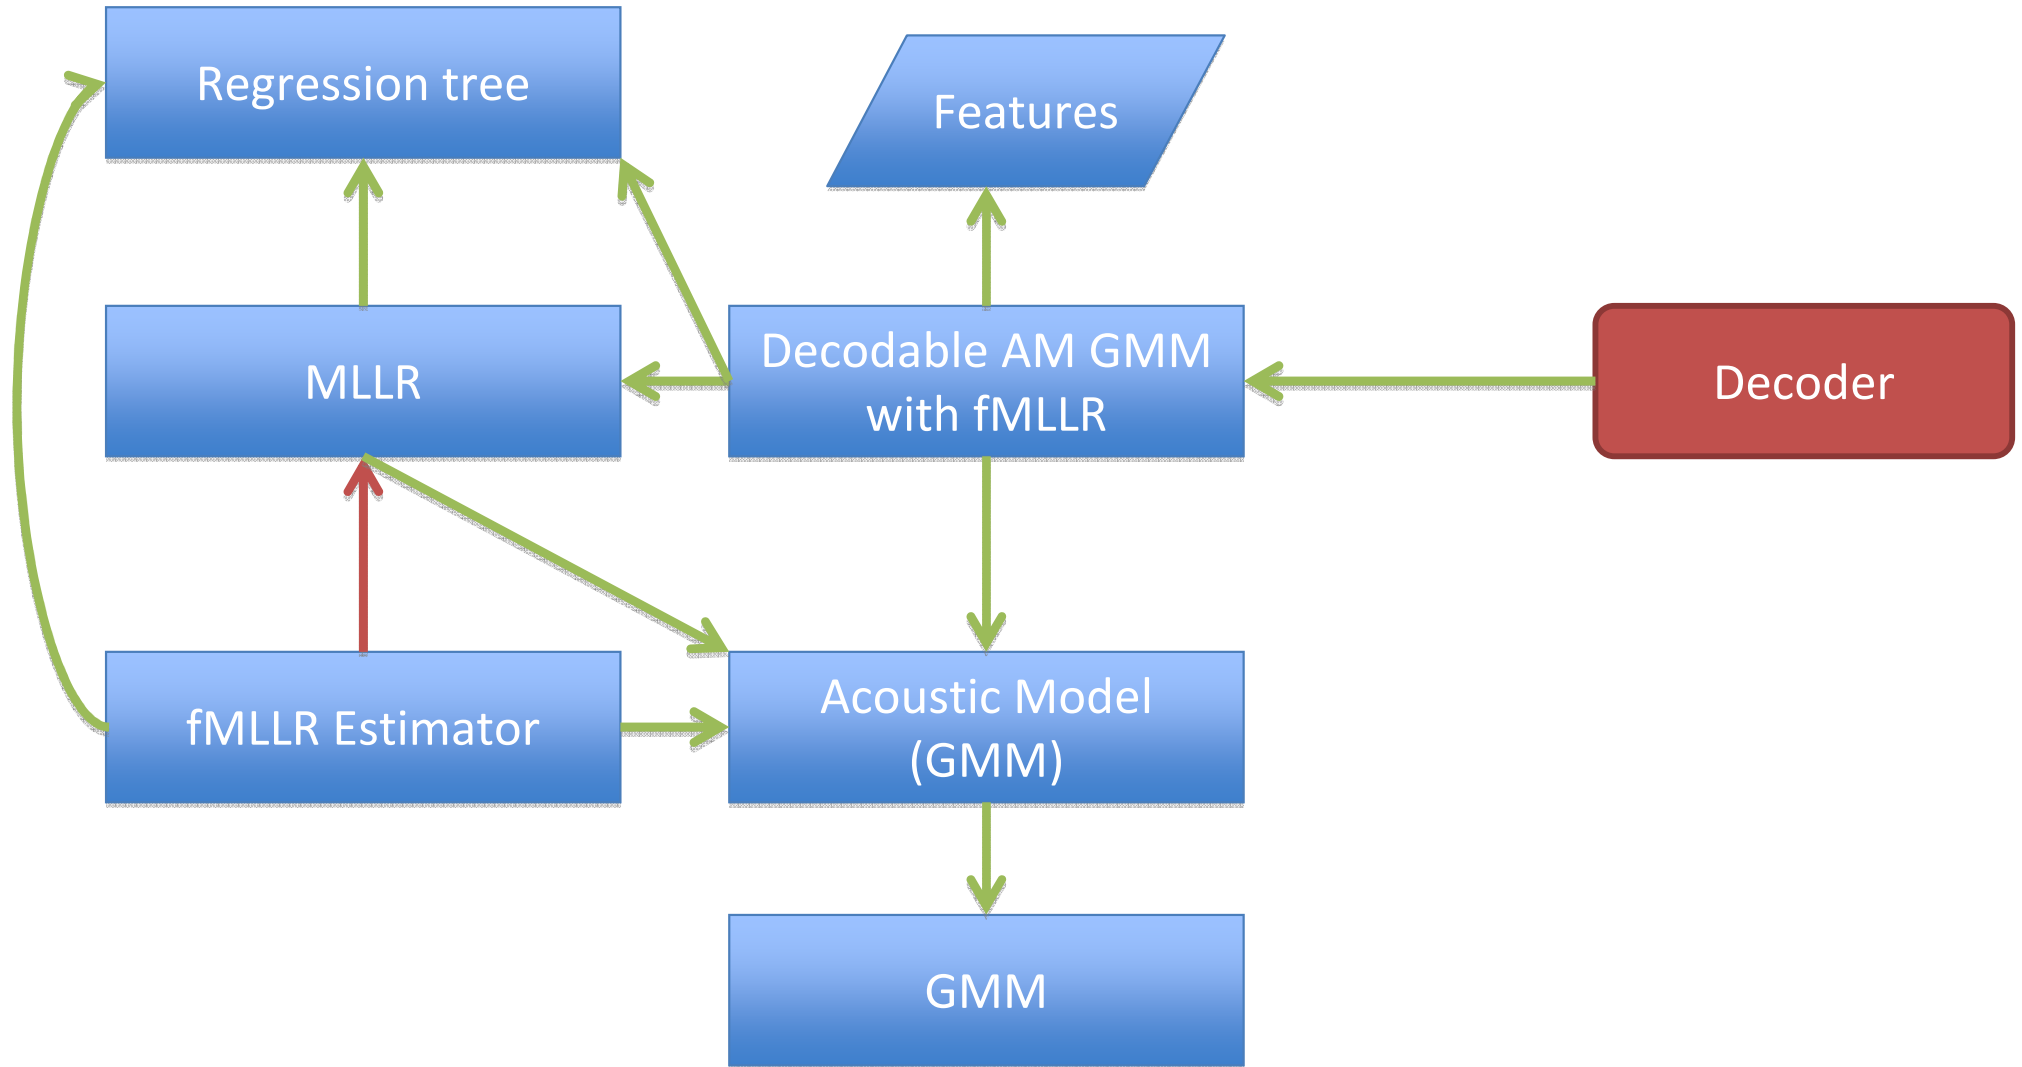 Regression tree
Features
MLLR
Decodable AM GMM
with fMLLR
Decoder
fMLLR Estimator
Acoustic Model
(GMM)
GMM